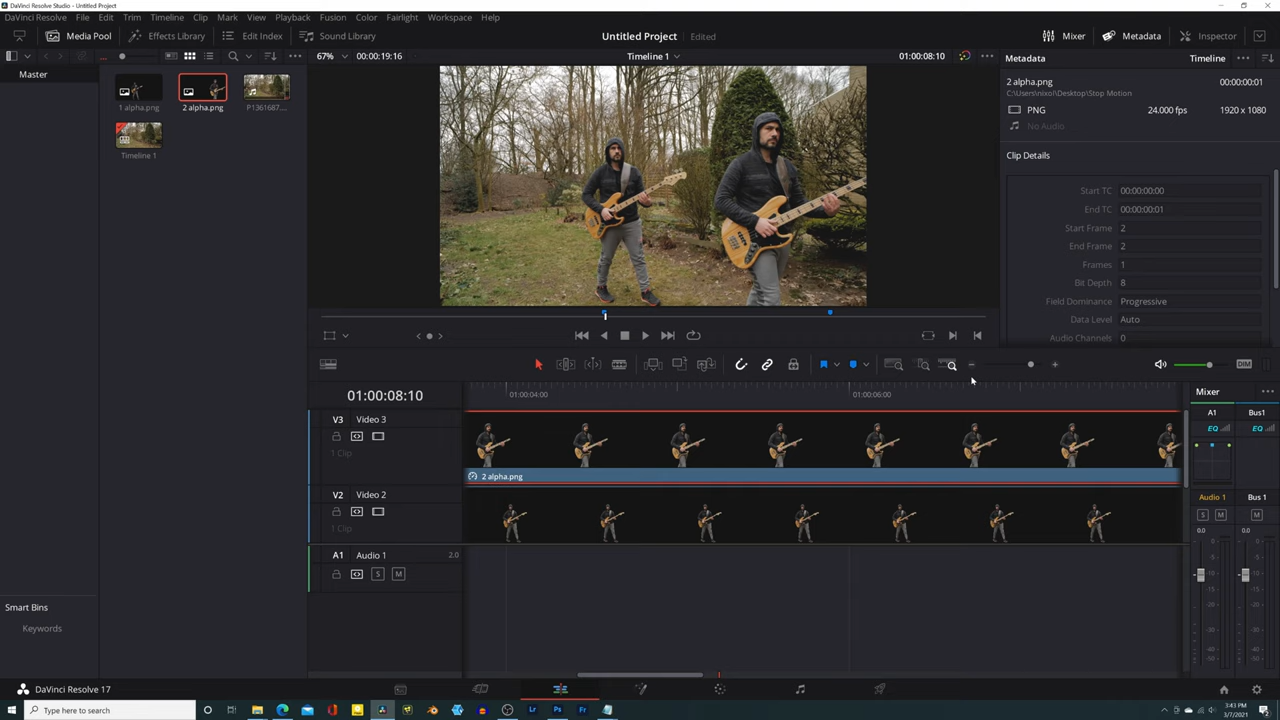 DaVinci Resolve Studio - Untitled Project
DaVinci Resolve File Edit Trim Timeline Clip Mark View Playback Fusion Color Fairlight Workspace Help
Media Pool Effects Library Edit Index Sound Library Untitled Project Edited Mixer Metadata Inspector
67% 00:00:19:16 Timeline 1 01:00:08:10 Metadata Timeline
Master
1 alpha.png 2 alpha.png P1361687...
Timeline 1
2 alpha.png 00:00:00:01
C:\Users\nixol\Desktop\Stop Motion
PNG 24.000 fps 1920 x 1080
No Audio
Clip Details
Start TC 00:00:00:00
End TC 00:00:00:01
Start Frame 2
End Frame 2
Frames 1
Bit Depth 8
Field Dominance Progressive
Data Level Auto
Audio Channels 0
DIM
01:00:08:10 01:00:04:00 01:00:06:00
V3 Video 3
1 Clip
2 alpha.png
V2 Video 2
1 Clip
A1 Audio 1 2.0
S M
Mixer
A1 Bus1
EQ EQ
Audio 1 Bus 1
S M M
0.0 0.0
Smart Bins
Keywords
DaVinci Resolve 17
Type here to search
Lr Ps Fr
3:43 PM
3/7/2021